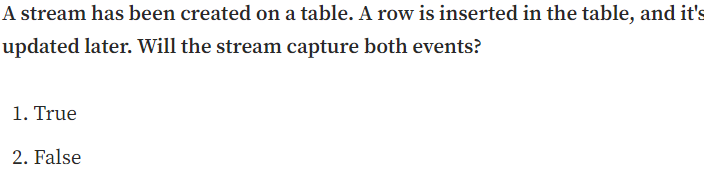 A stream has been created on a table. A row is inserted in the table, and it's
updated later. Will the stream capture both events?
1. True
2. False